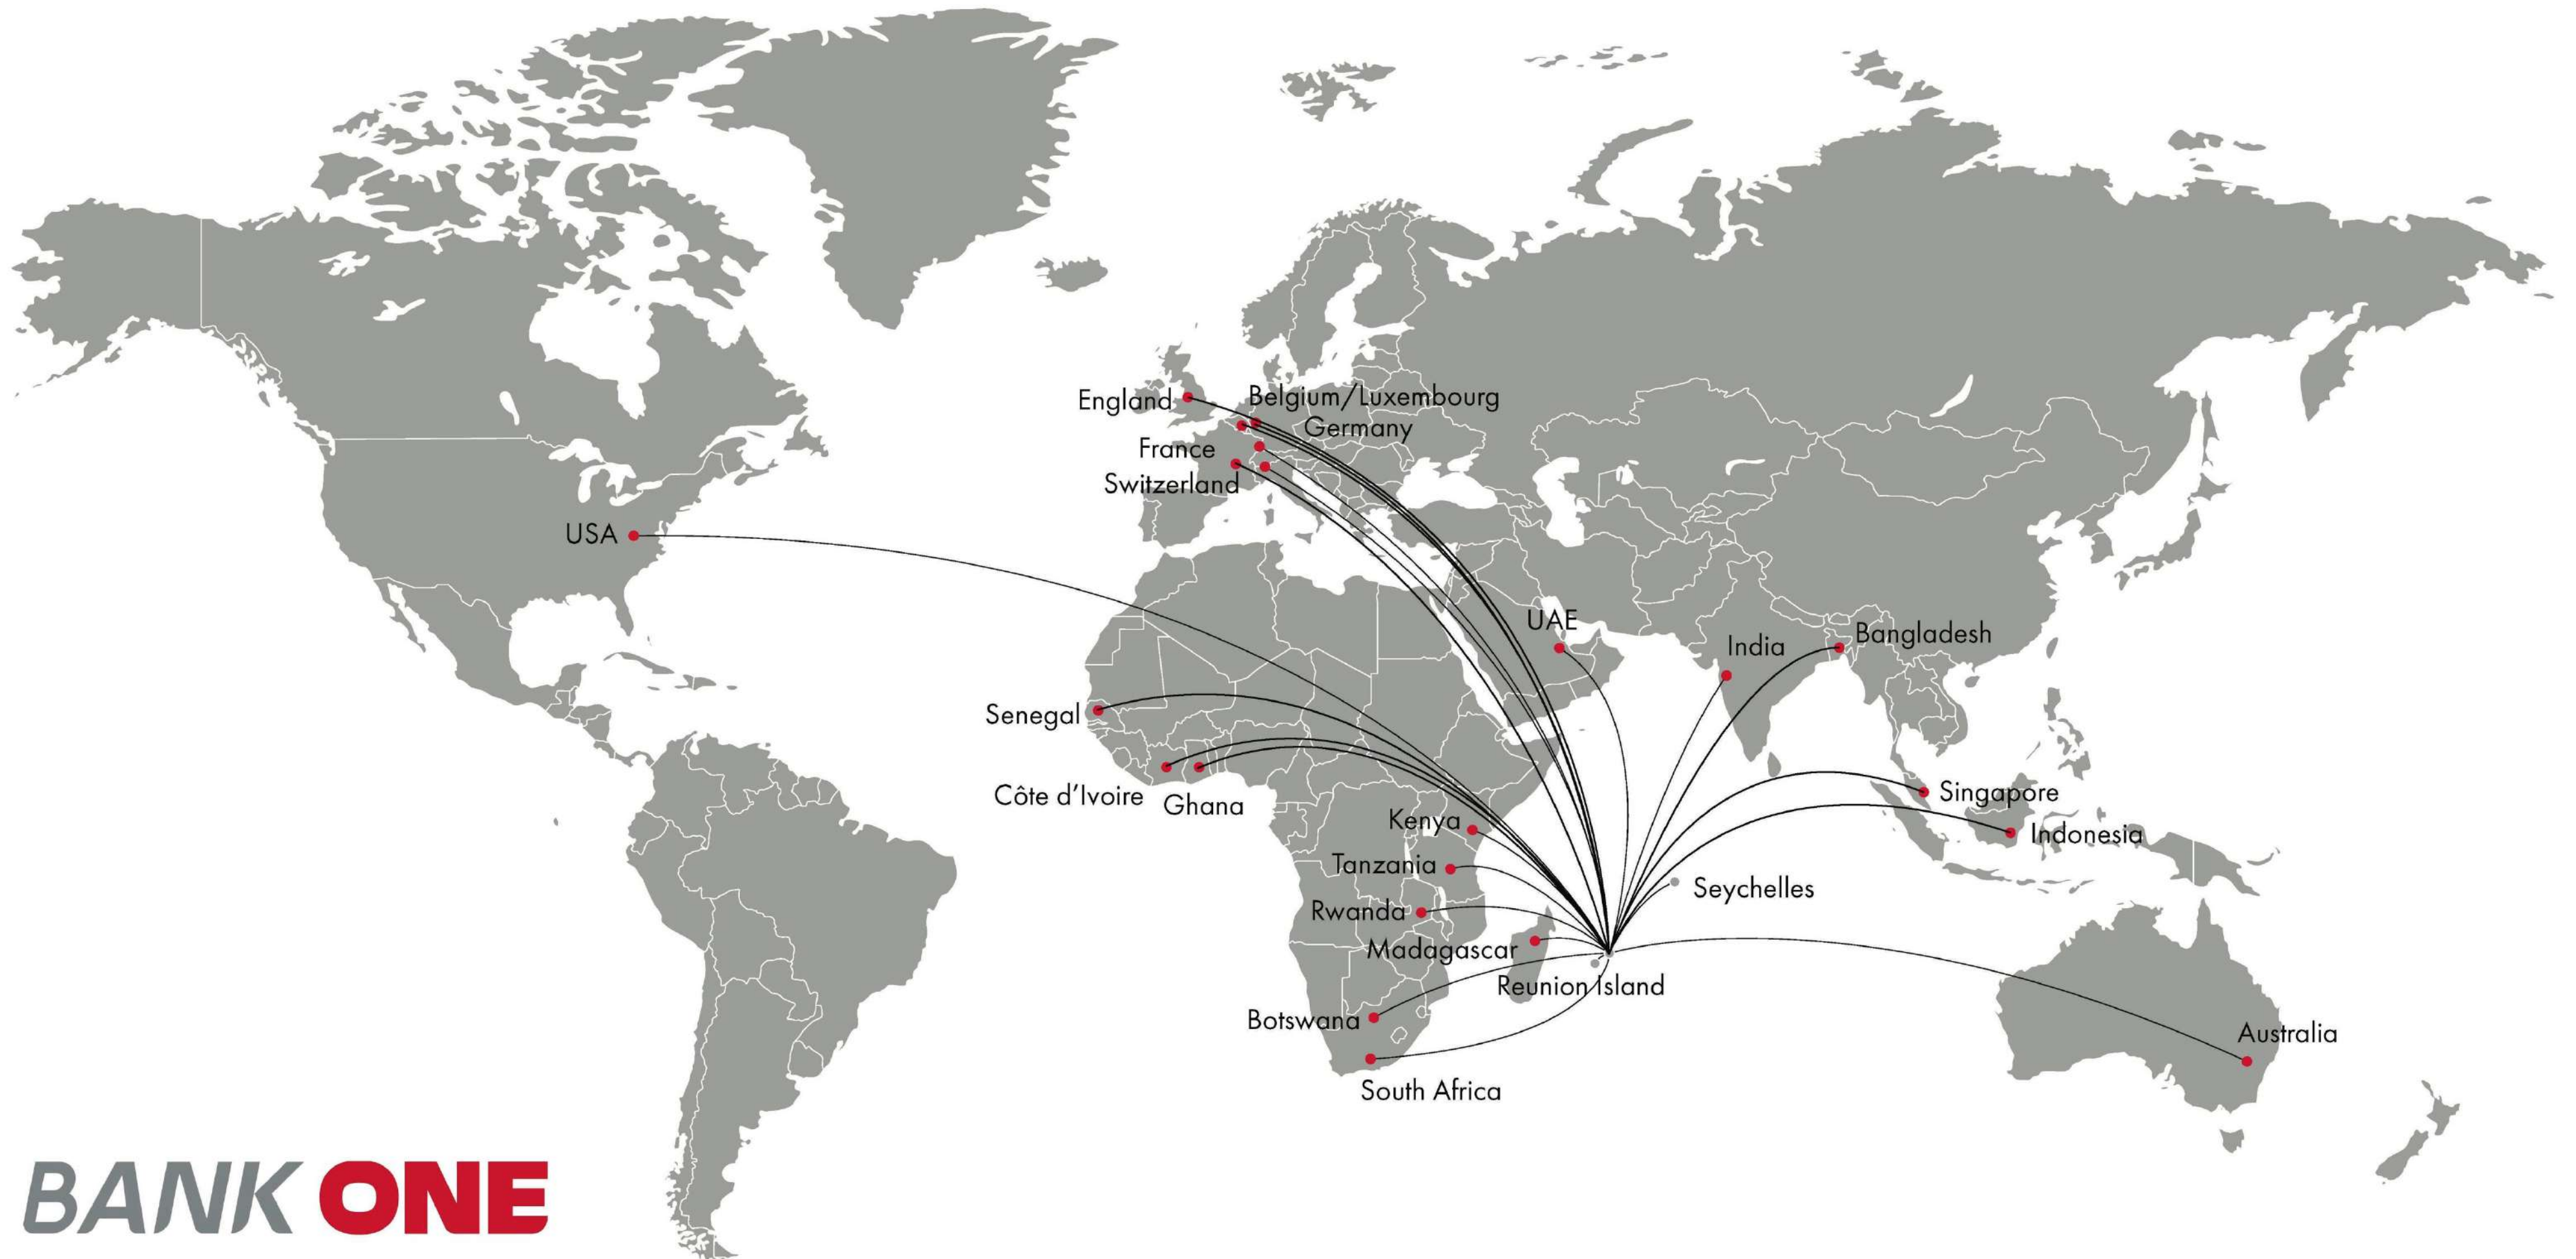 England
Belgium/Luxembourg
Germany
France
Switzerland
USA
UAE
India
Bangladesh
Senegal
Côte d’Ivoire
Ghana
Kenya
Singapore
Indonesia
Tanzania
Seychelles
Rwanda
Madagascar
Reunion Island
Botswana
Australia
South Africa
BANK ONE